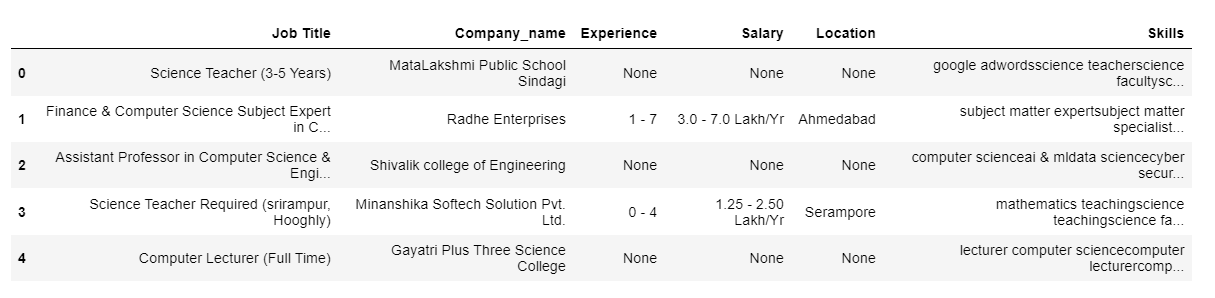 Job Title Company_name Experience Salary Location Skills
0 Science Teacher (3-5 Years) MataLakshmi Public School Sindagi None None None google adwordsscience teacherscience facultysc...
1 Finance & Computer Science Subject Expert in C... Radhe Enterprises 1 - 7 3.0 - 7.0 Lakh/Yr Ahmedabad subject matter expertsubject matter specialist...
2 Assistant Professor in Computer Science & Engi... Shivalik college of Engineering None None None computer scienceai & mldata sciencecyber secur...
3 Science Teacher Required (srirampur, Hooghly) Minanshika Softech Solution Pvt. Ltd. 0 - 4 1.25 - 2.50 Lakh/Yr Serampore mathematics teachingscience teachingscience fa...
4 Computer Lecturer (Full Time) Gayatri Plus Three Science College None None None lecturer computer sciencecomputer lecturercomp...